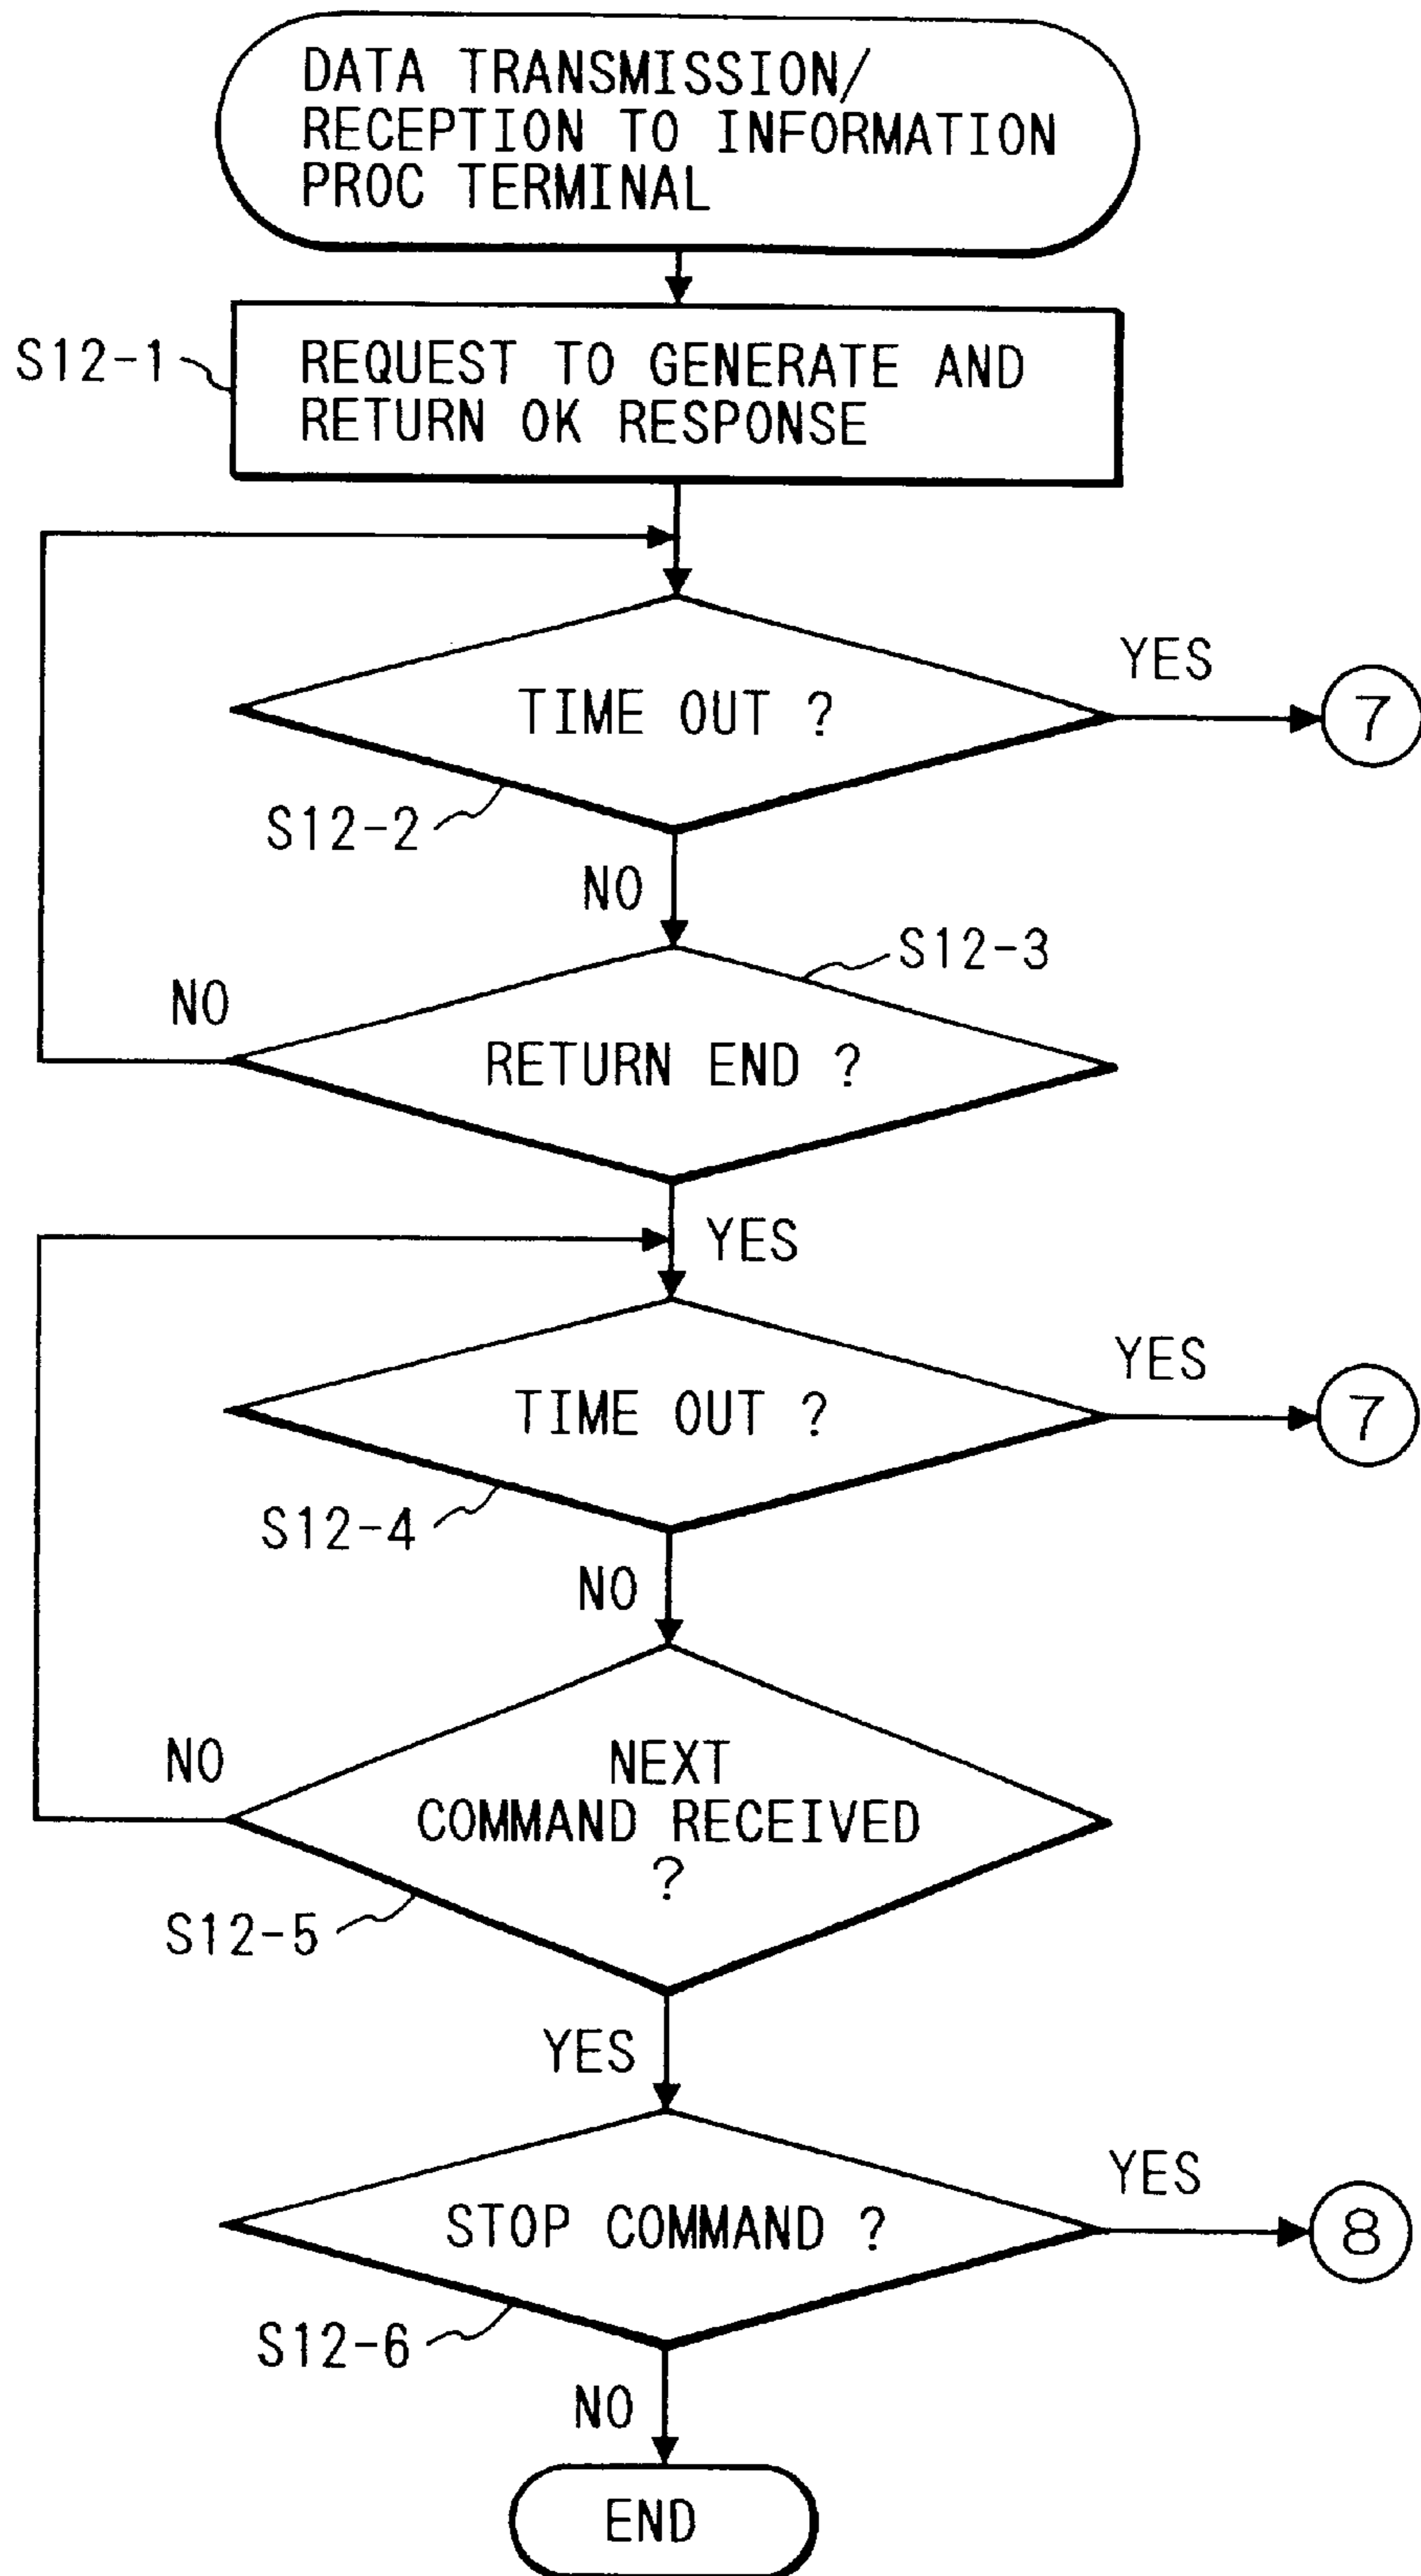 DATA TRANSMISSION/
RECEPTION TO INFORMATION
PROC TERMINAL
S12-1
REQUEST TO GENERATE AND
RETURN OK RESPONSE
TIME OUT ?
YES
7
S12-2
NO
S12-3
NO
RETURN END ?
YES
TIME OUT ?
YES
7
S12-4
NO
NO
NEXT
COMMAND RECEIVED
?
S12-5
YES
STOP COMMAND ?
YES
8
S12-6
NO
END